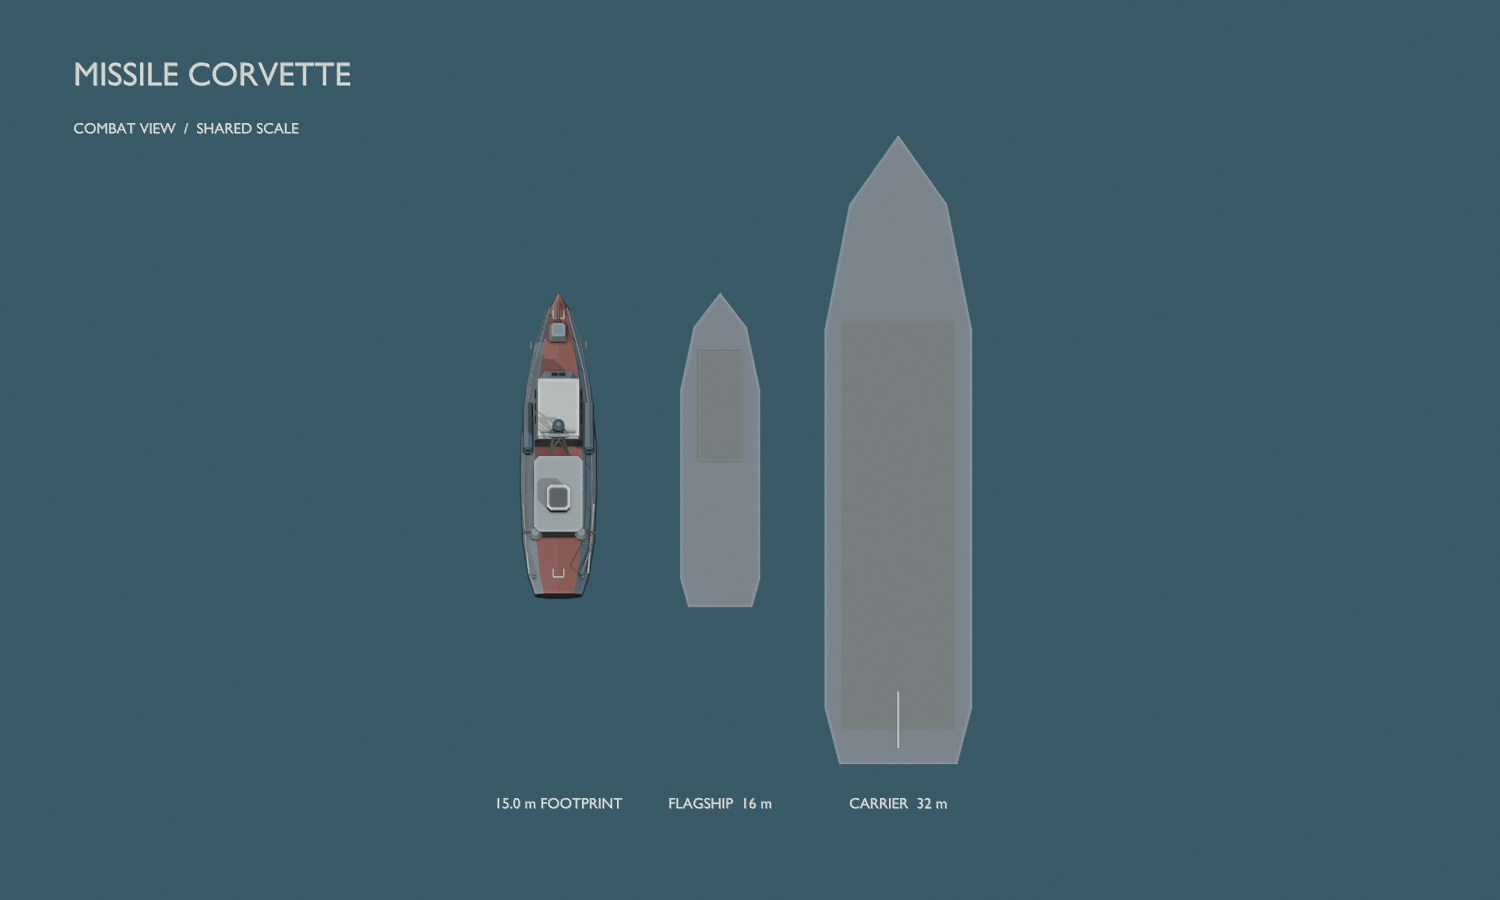 MISSILE CORVETTE
COMBAT VIEW / SHARED SCALE
15.0 m FOOTPRINT
FLAGSHIP 16 m
CARRIER 32 m